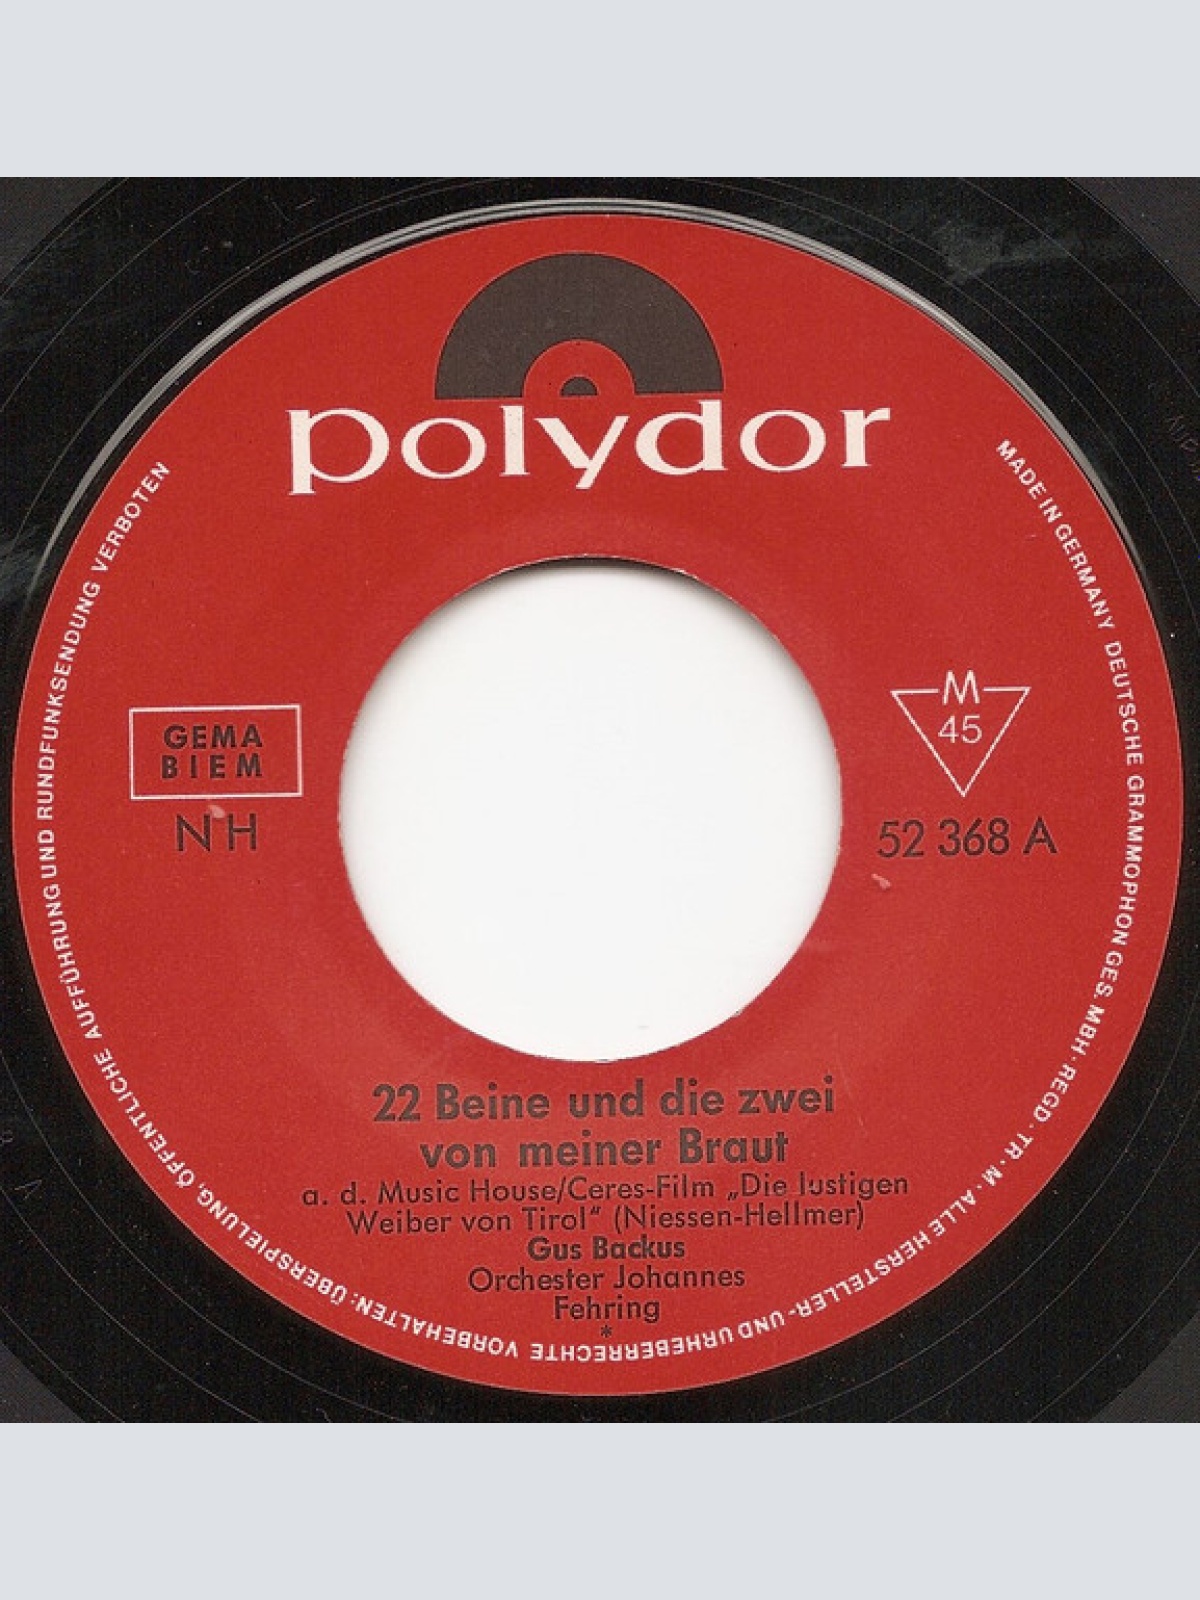 polydor
MADE IN GERMANY DEUTSCHE GRAMMOPHON GES. MBH · REGD · TR · M · ALLE HERSTELLER- UND URHEBERRECHTE VORBEHALTEN: ÜBERSPIELUNG, ÖFFENTLICHE AUFFÜHRUNG UND RUNDFUNKSENDUNG VERBOTEN
GEMA
BIEM
NH
M
45
52 368 A
22 Beine und die zwei
von meiner Braut
a. d. Music House/Ceres-Film „Die lustigen
Weiber von Tirol" (Niessen-Hellmer)
Gus Backus
Orchester Johannes
Fehring
*